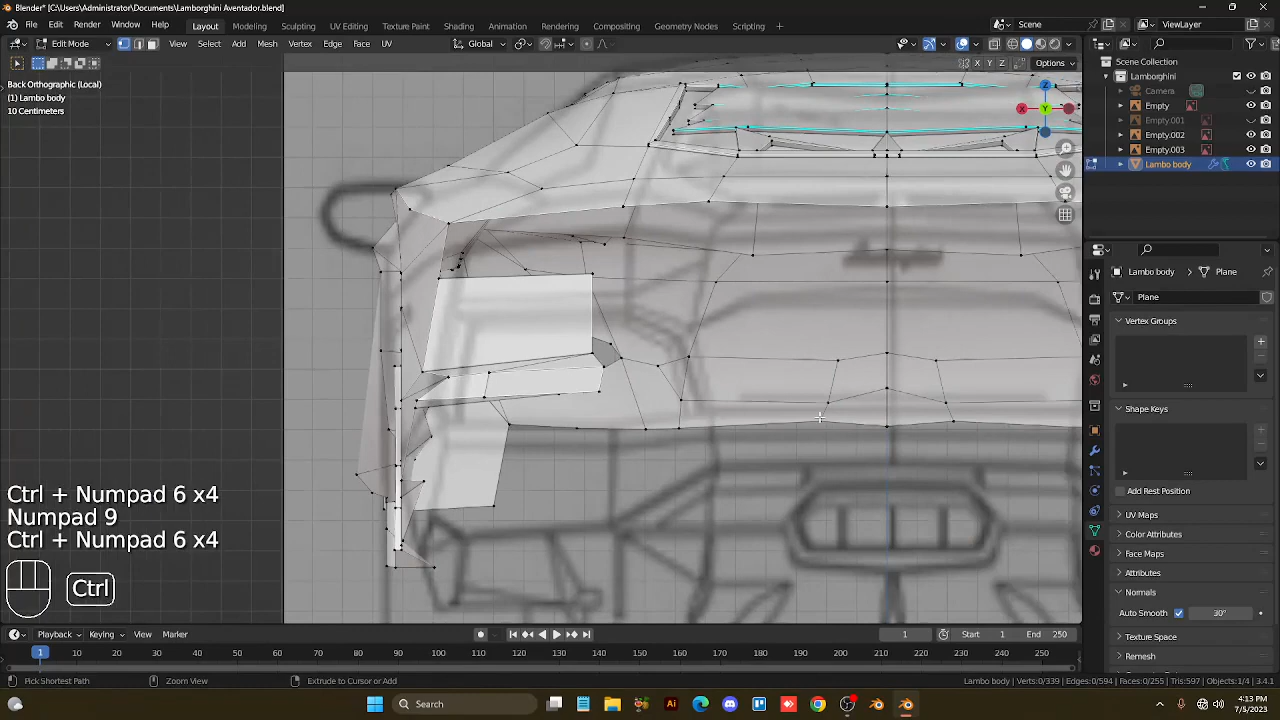 Blender* [C:\Users\Administrator\Documents\Lamborghini Aventador.blend]
File Edit Render Window Help Layout Modeling Sculpting UV Editing Texture Paint Shading Animation Rendering Compositing Geometry Nodes Scripting + Scene ViewLayer
Edit Mode View Select Add Mesh Vertex Edge Face UV Global
X Y Z Options
Back Orthographic (Local)
(1) Lambo body
10 Centimeters
Z
X Y
Ctrl + Numpad 6 x4
Numpad 9
Ctrl + Numpad 6 x4
Ctrl
Scene Collection
Lamborghini
Camera
Empty
Empty.001
Empty.002
Empty.003
Lambo body
Lambo body Plane
Plane
Vertex Groups
Shape Keys
Add Rest Position
UV Maps
Color Attributes
Face Maps
Attributes
Normals
Auto Smooth 30°
Texture Space
Remesh
Playback Keying View Marker 1 Start 1 End 250
1 10 20 30 40 50 60 70 80 90 100 110 120 130 140 150 160 170 180 190 200 210 220 230 240 250
Pick Shortest Path Zoom View Extrude to Cursor or Add Lambo body | Verts:0/339 | Edges:0/594 | Faces:0/255 | Tris:597 | Objects:1/4 | 3.4.1
Search Ai 4:13 PM 7/5/2023